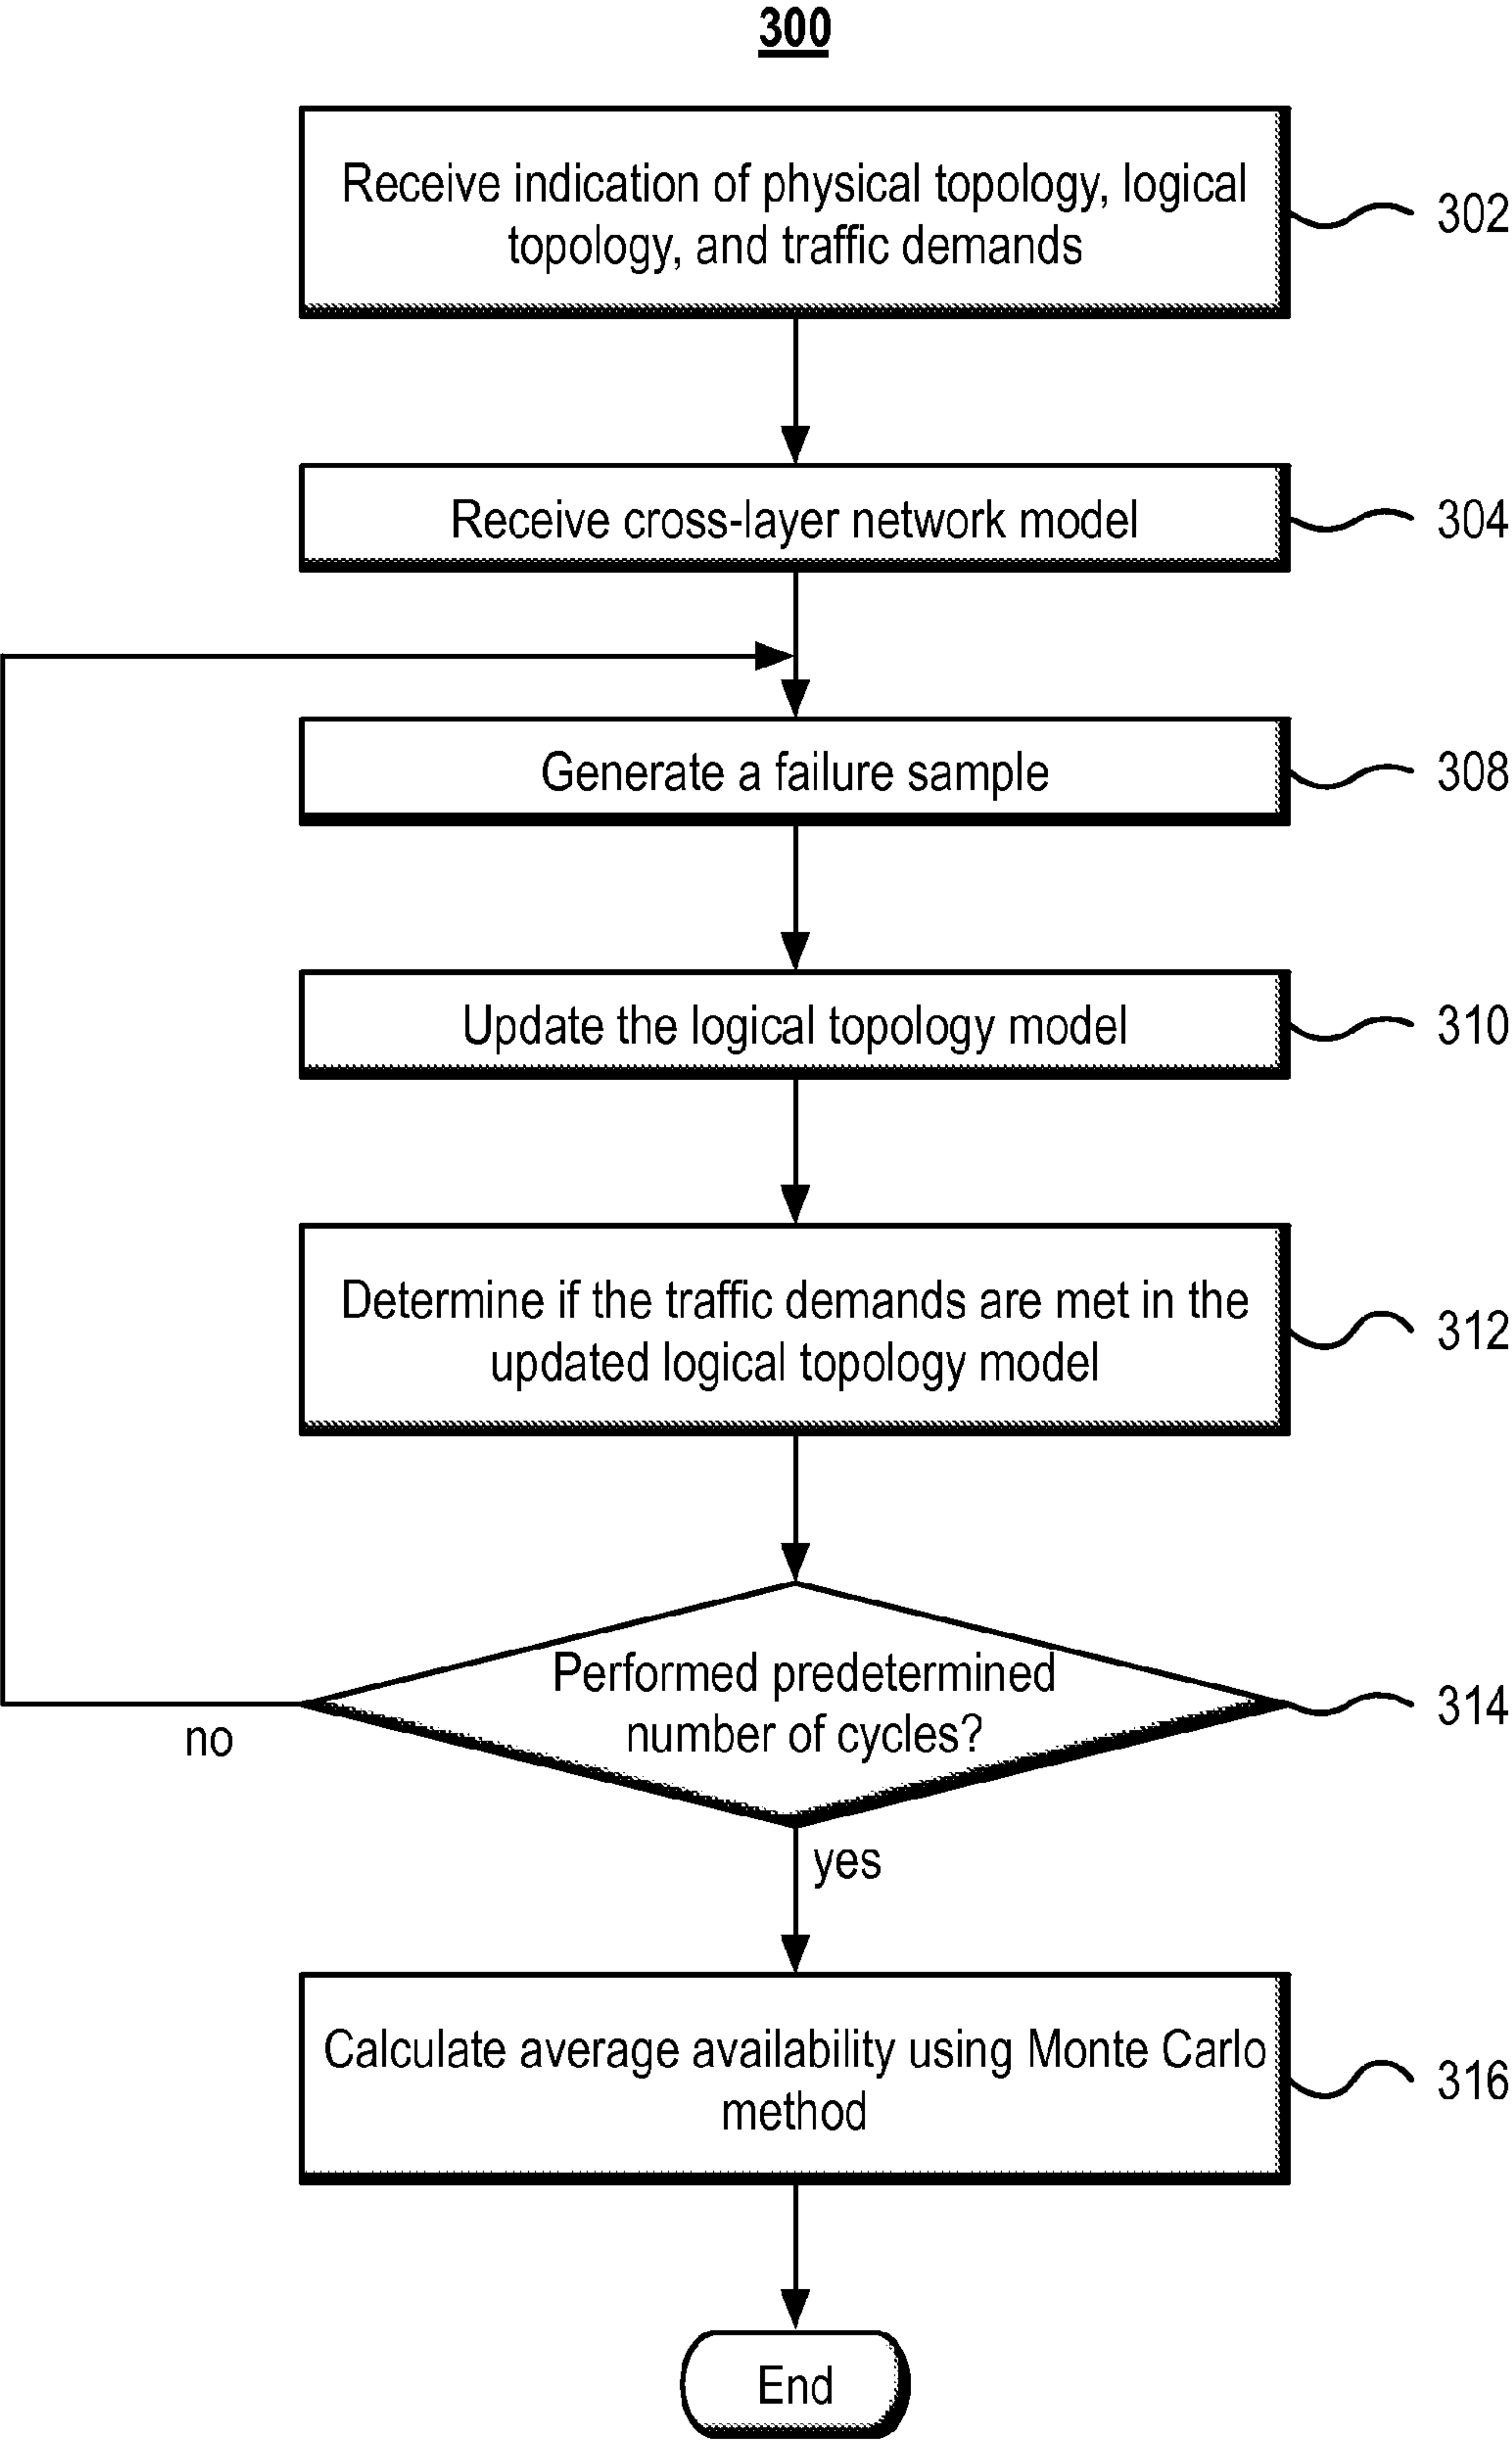 300
Receive indication of physical topology, logical
topology, and traffic demands
302
Receive cross-layer network model
304
Generate a failure sample
308
Update the logical topology model
310
Determine if the traffic demands are met in the
updated logical topology model
312
Performed predetermined
number of cycles?
314
no
yes
Calculate average availability using Monte Carlo
method
316
End